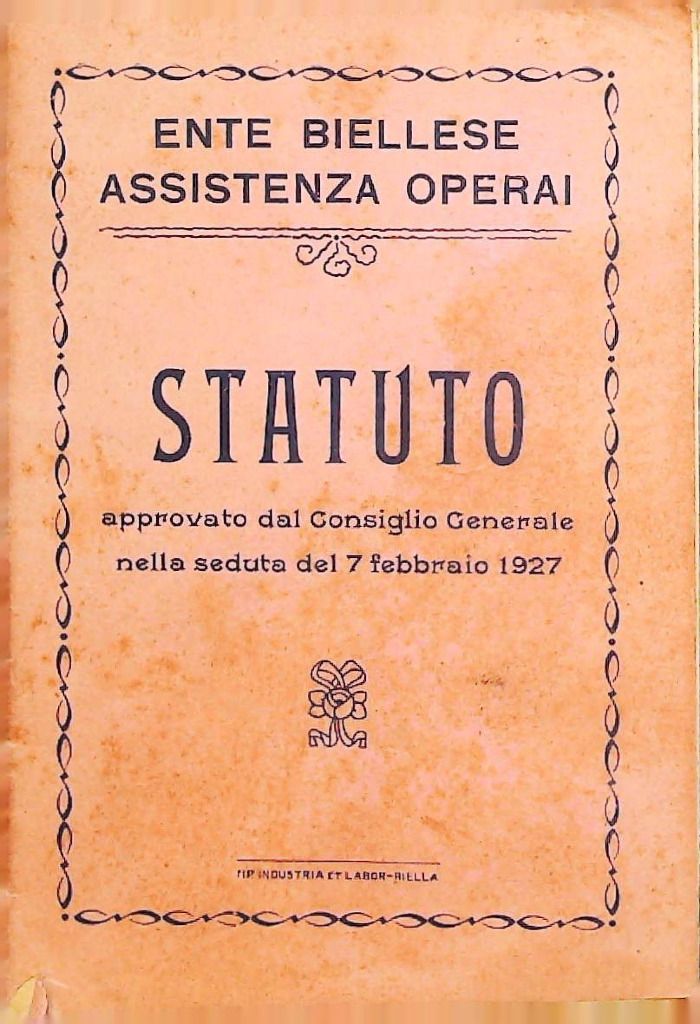 ENTE BIELLESE
ASSISTENZA OPERAI
STATUTO
approvato dal Consiglio Generale
nella seduta del 7 febbraio 1927
TIP INDUSTRIA ET LABOR-BIELLA